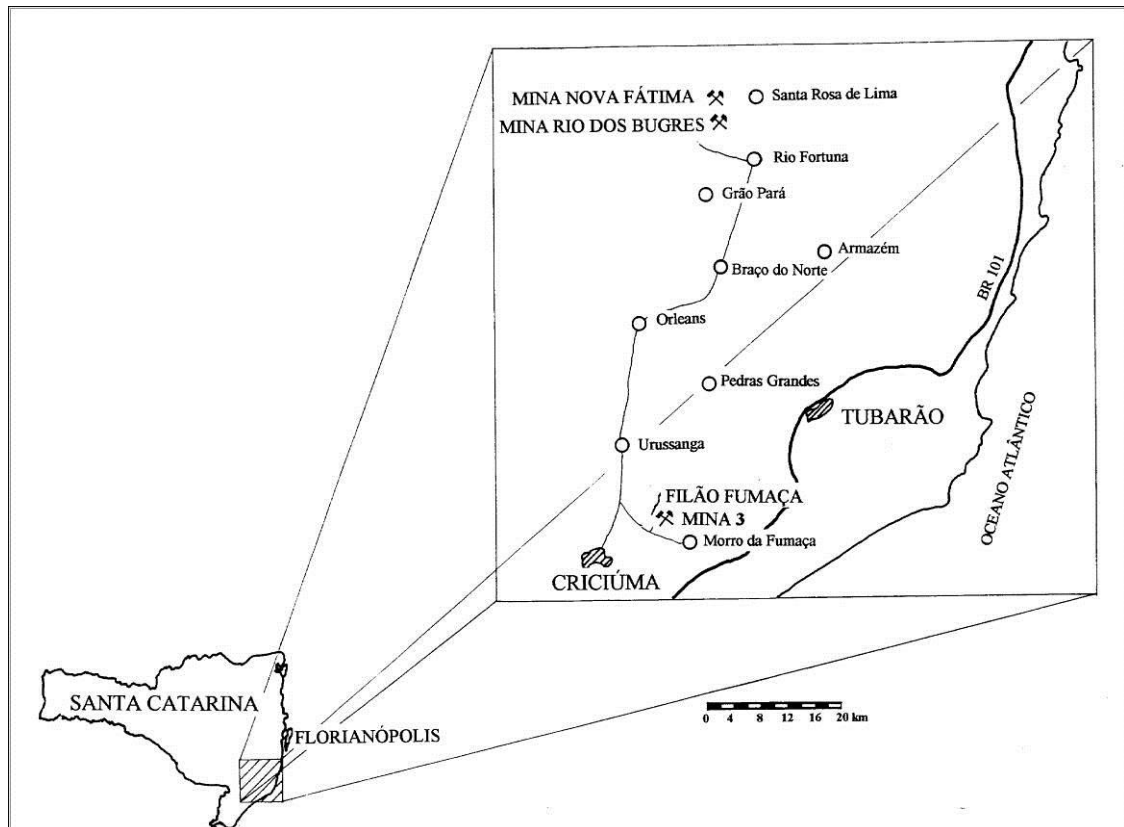 MINA NOVA FÁTIMA
Santa Rosa de Lima
MINA RIO DOS BUGRES
Rio Fortuna
Grão Pará
Armazém
Braço do Norte
BR 101
Orleans
Pedras Grandes
TUBARÃO
OCEANO ATLÂNTICO
Urussanga
FILÃO FUMAÇA
MINA 3
Morro da Fumaça
CRICIÚMA
SANTA CATARINA
FLORIANÓPOLIS
0 4 8 12 16 20 km